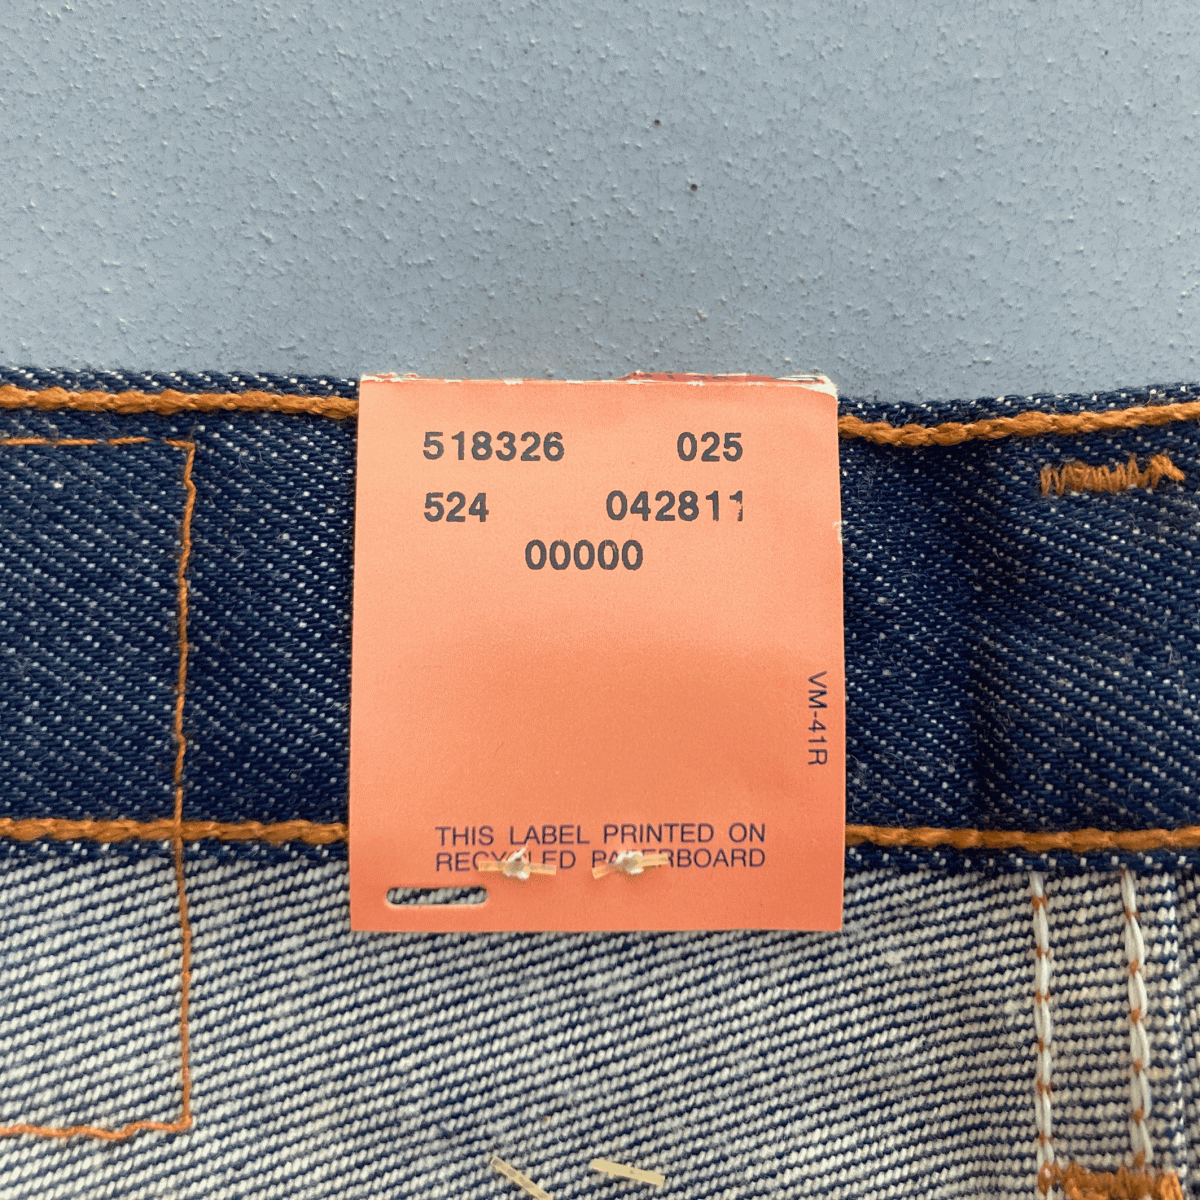 518326 025
524 042811
00000
VM-41R
THIS LABEL PRINTED ON
RECYCLED PAPERBOARD